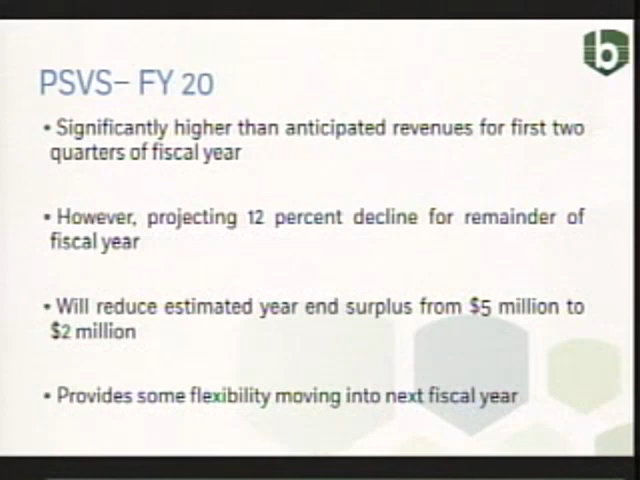 b
PSVS– FY 20
• Significantly higher than anticipated revenues for first two
quarters of fiscal year
• However, projecting 12 percent decline for remainder of
fiscal year
• Will reduce estimated year end surplus from $5 million to
$2 million
• Provides some flexibility moving into next fiscal year